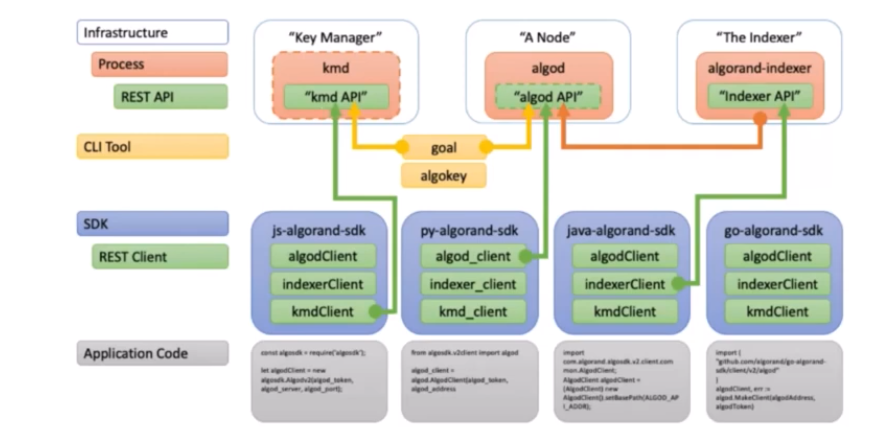 Infrastructure
"Key Manager"
"A Node"
"The Indexer"
Process
kmd
algod
algorand-indexer
REST API
"kmd API"
"algod API"
"Indexer API"
CLI Tool
goal
algokey
SDK
js-algorand-sdk
py-algorand-sdk
java-algorand-sdk
go-algorand-sdk
REST Client
algodClient
algod_client
algodClient
algodClient
indexerClient
indexer_client
indexerClient
indexerClient
kmdClient
kmd_client
kmdClient
kmdClient
Application Code
const algosdk = require('algosdk');
let algodClient = new
algosdk.Algodv2(algod_token,
algod_server, algod_port);
from algosdk.v2client import algod
algod_client =
algod.AlgodClient(algod_token,
algod_address
import
com.algorand.algosdk.v2.client.com
mon.AlgodClient;
AlgodClient algodClient =
(AlgodClient) new
AlgodClient().setBasePath(ALGOD_AP
I_ADDR);
import (
"github.com/algorand/go-algorand-
sdk/client/v2/algod"
)
algodClient, err :=
algod.MakeClient(algodAddress,
algodToken)